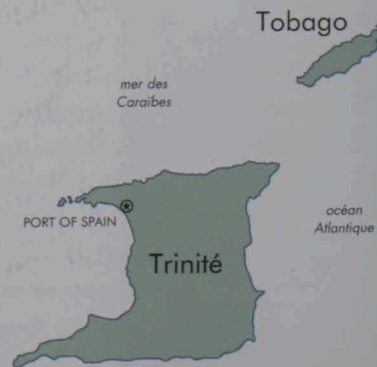 Tobago
mer des
Caraïbes
PORT OF SPAIN
océan
Atlantique
Trinité